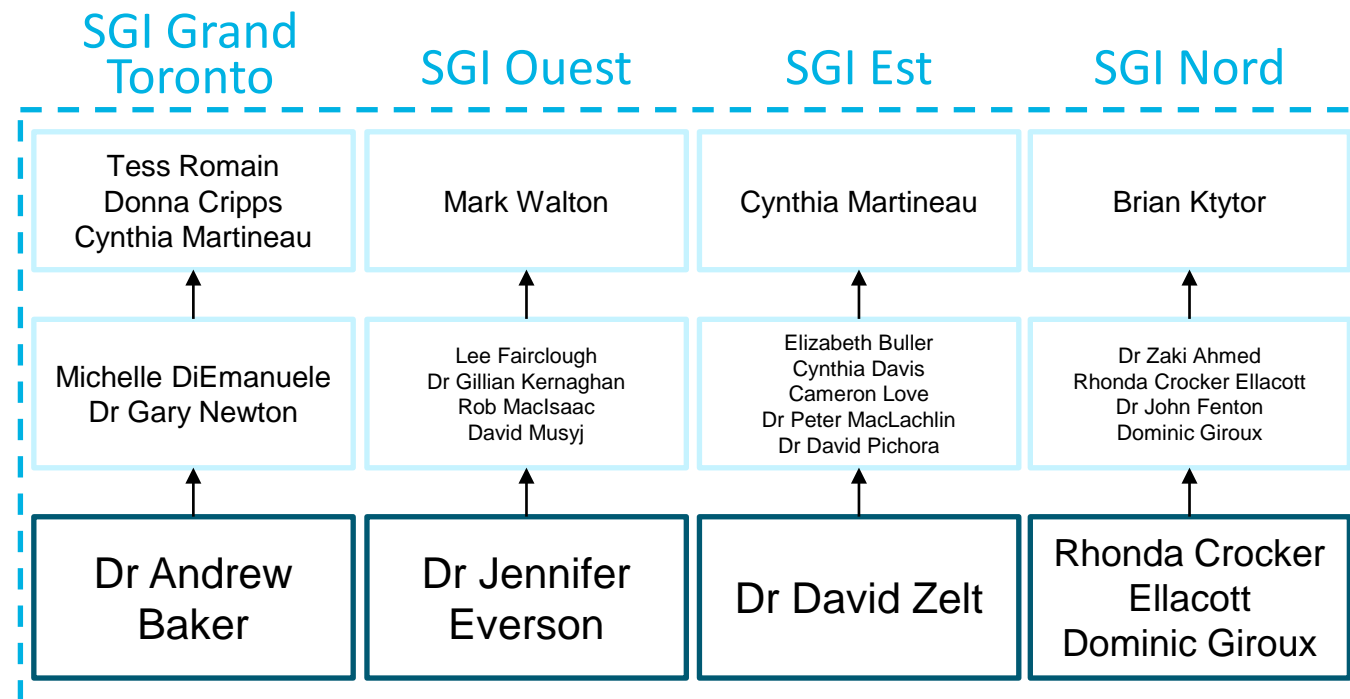 SGI Grand
Toronto
SGI Ouest
SGI Est
SGI Nord
Tess Romain
Donna Cripps
Cynthia Martineau
Mark Walton
Cynthia Martineau
Brian Ktytor
Michelle DiEmanuele
Dr Gary Newton
Lee Fairclough
Dr Gillian Kernaghan
Rob MacIsaac
David Musyj
Elizabeth Buller
Cynthia Davis
Cameron Love
Dr Peter MacLachlin
Dr David Pichora
Dr Zaki Ahmed
Rhonda Crocker Ellacott
Dr John Fenton
Dominic Giroux
Dr Andrew
Baker
Dr Jennifer
Everson
Dr David Zelt
Rhonda Crocker
Ellacott
Dominic Giroux